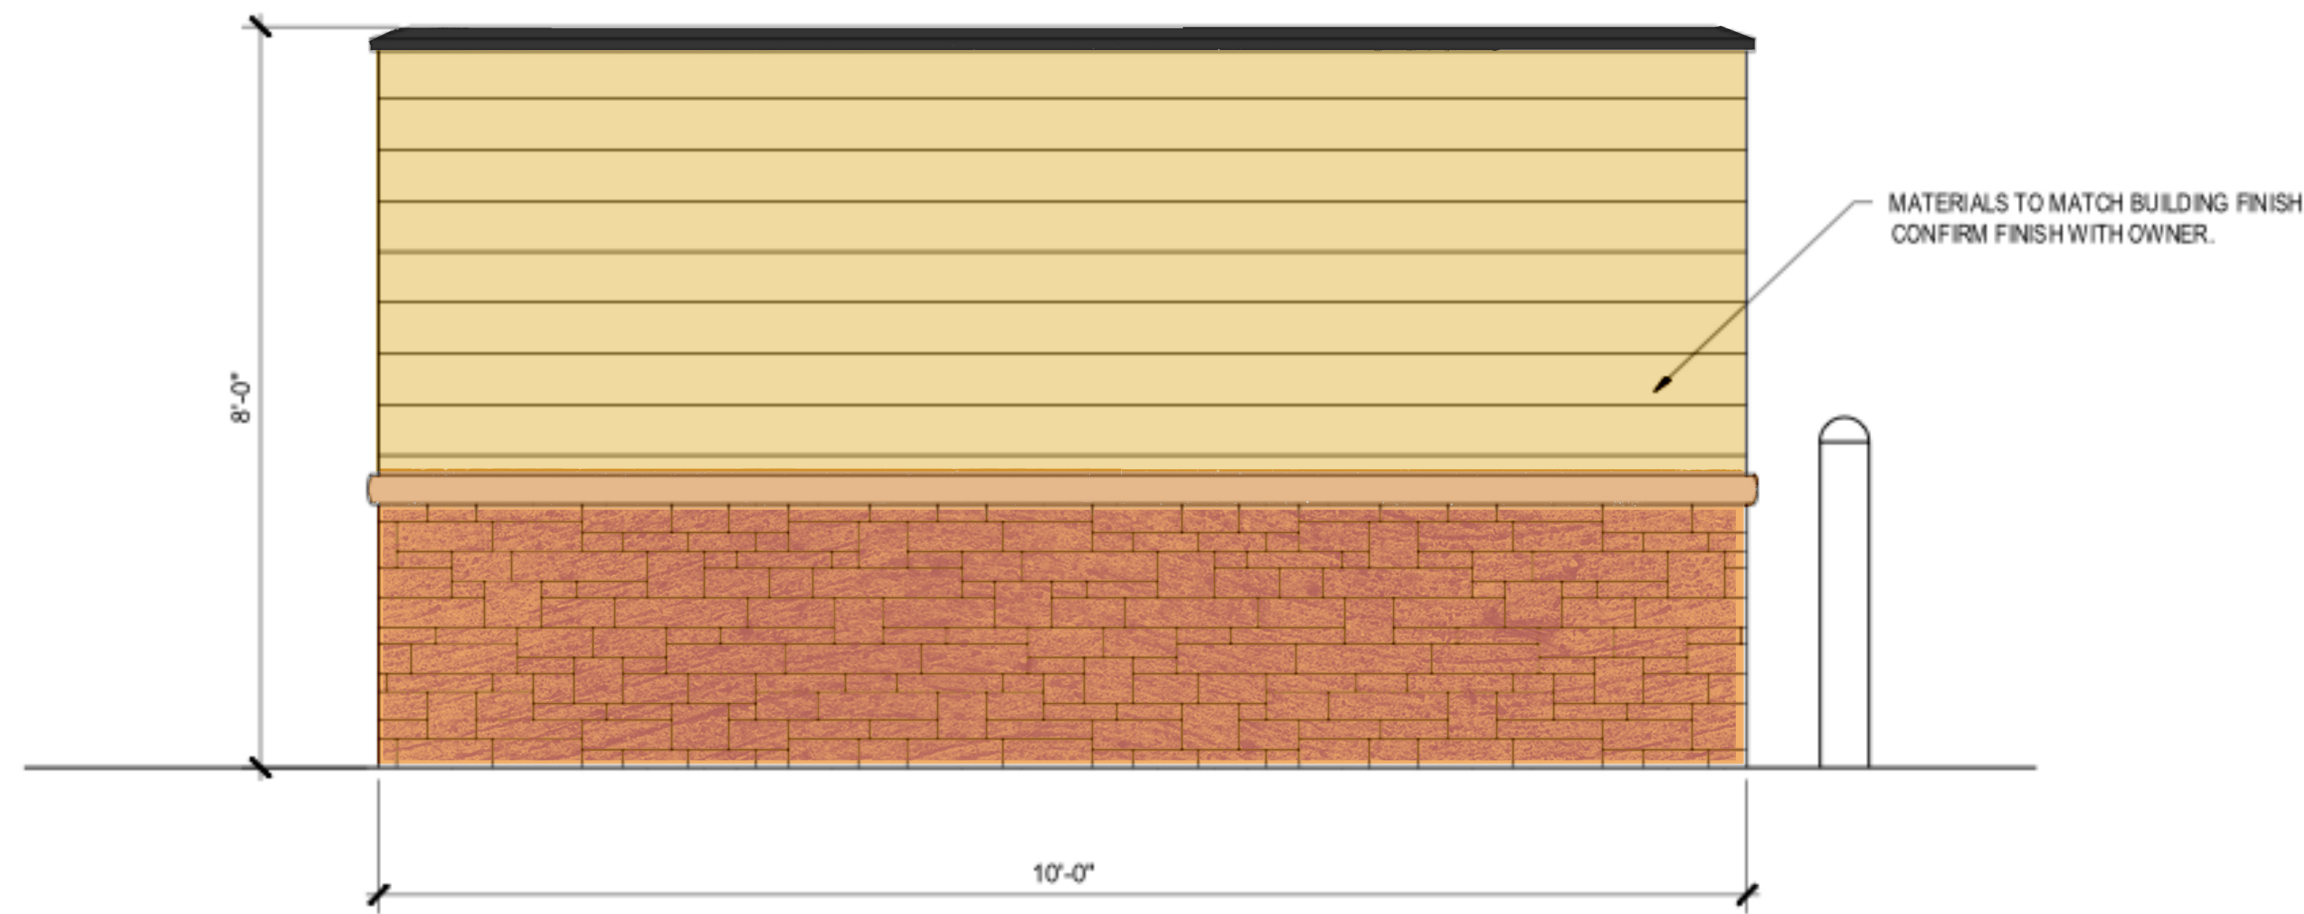 MATERIALS TO MATCH BUILDING FINISH
CONFIRM FINISH WITH OWNER.
8'-0"
10'-0"